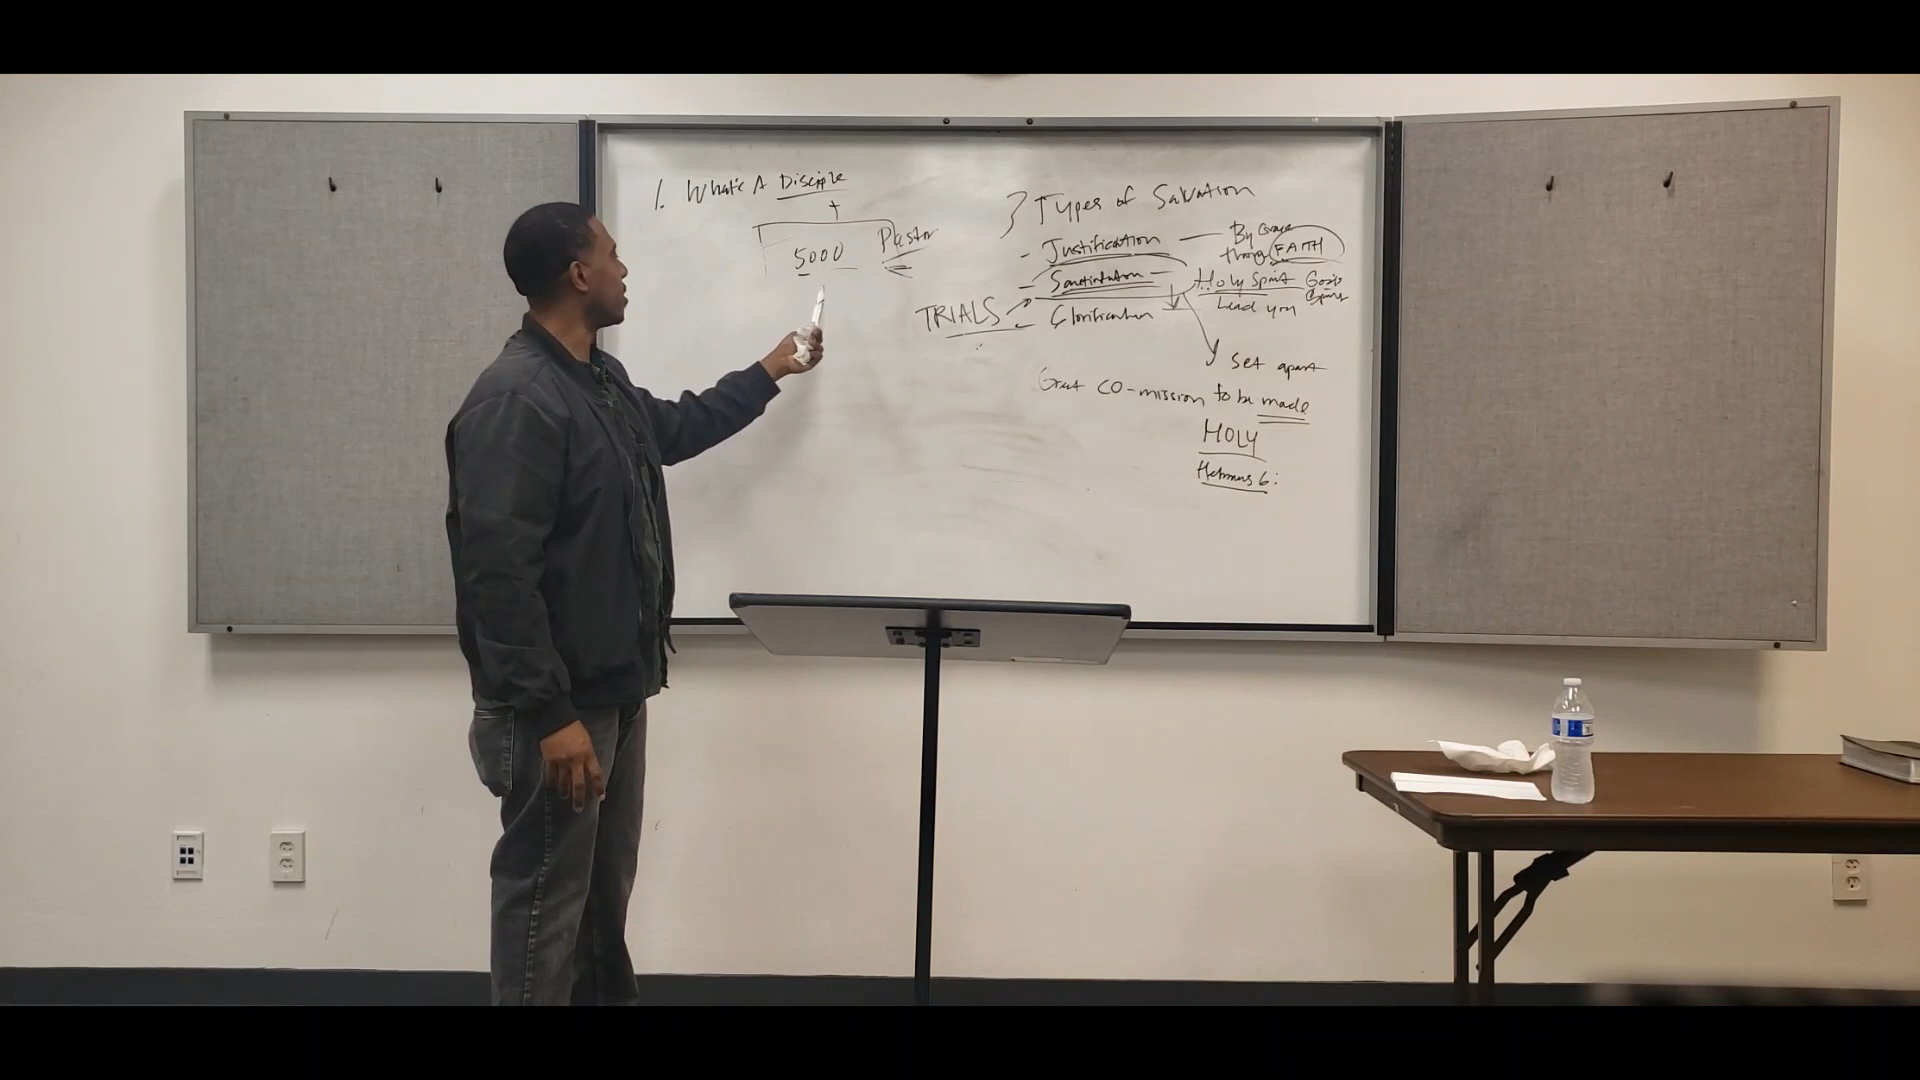 1. What's A Disciple
5000
Pastor
3 Types of Salvation
- Justification — By Grace
through FAITH
- Sanctification — Holy Spirit God's
Lead you
TRIALS
- Glorification
Set apart
Great CO-mission to be made
HOLY
6: